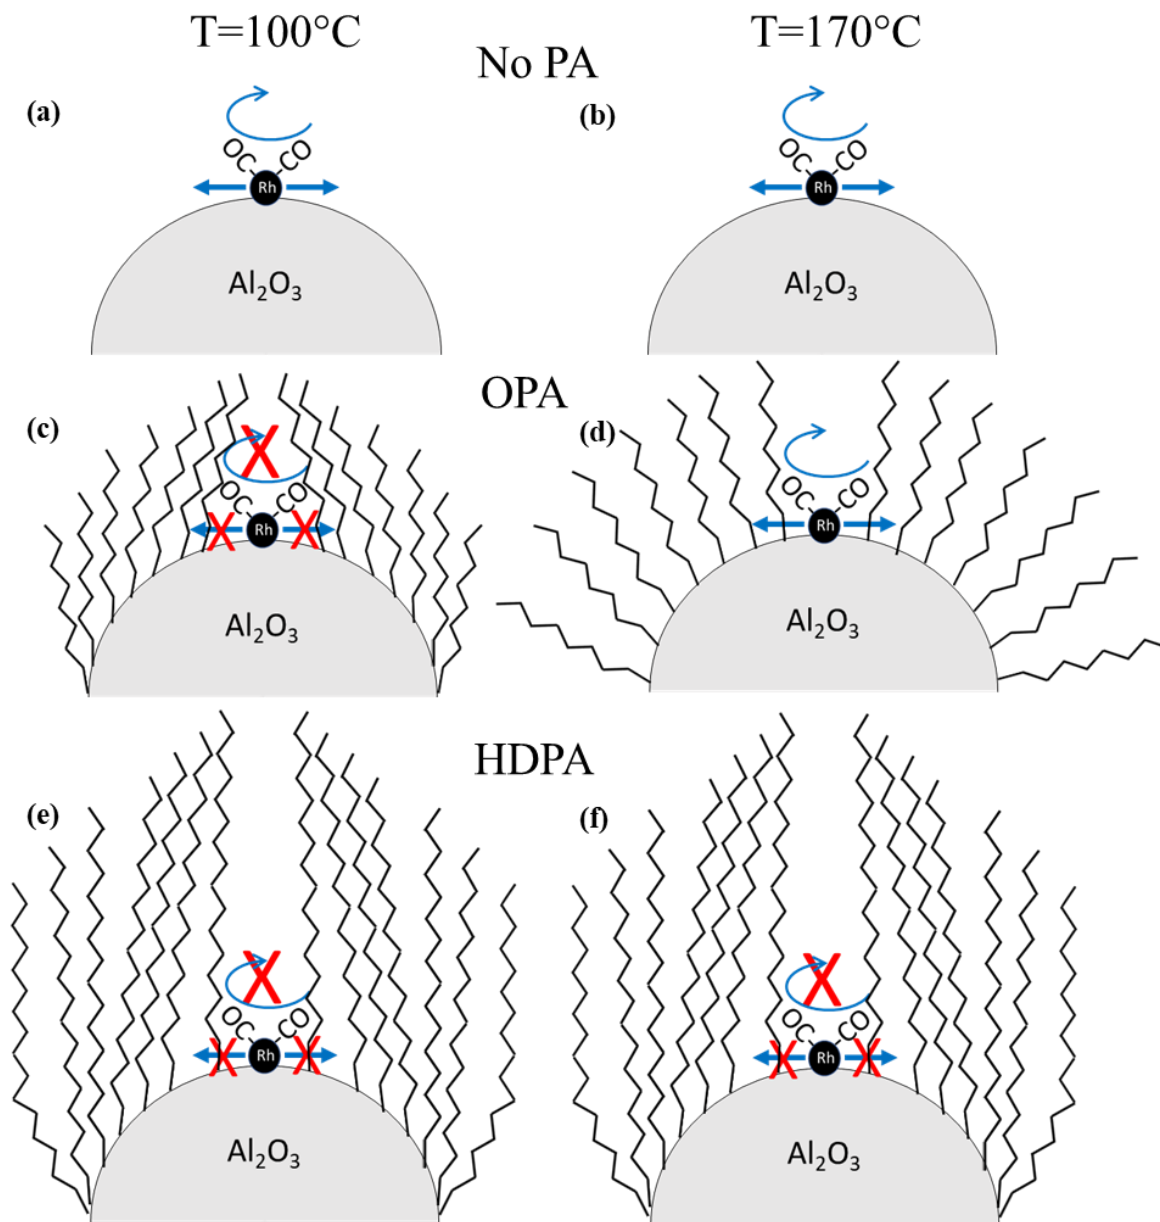 T=100°C T=170°C
No PA
(a) (b)
OC CO OC CO
Rh Rh
Al₂O₃ Al₂O₃
OPA
(c) (d)
OC CO OC CO
Rh Rh
Al₂O₃ Al₂O₃
HDPA
(e) (f)
OC CO OC CO
Rh Rh
Al₂O₃ Al₂O₃